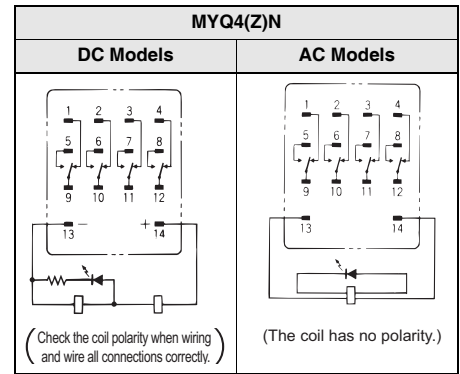 MYQ4(Z)N
DC Models
AC Models
1 2 3 4
5 6 7 8
9 10 11 12
13 − + 14
(Check the coil polarity when wiring
and wire all connections correctly.)
1 2 3 4
5 6 7 8
9 10 11 12
13 14
(The coil has no polarity.)